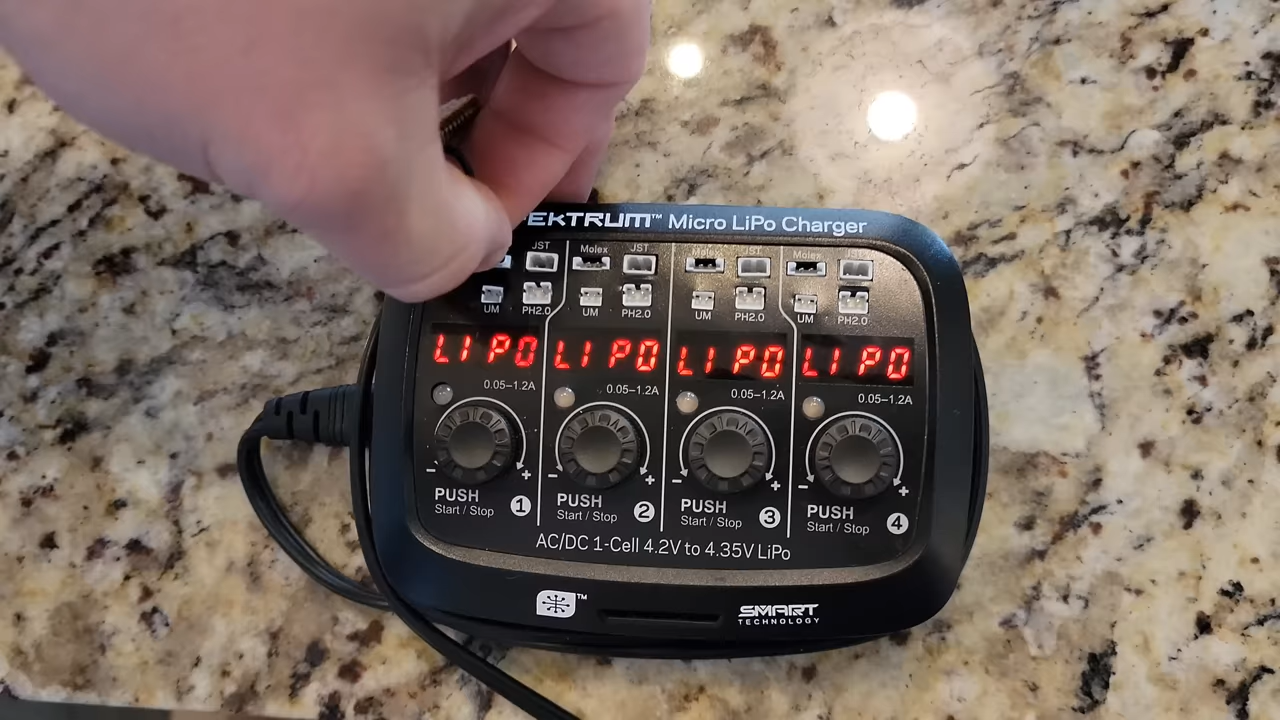 EKTRUM™ Micro LiPo Charger
JST Molex JST Molex JST Molex JST
UM PH2.0 UM PH2.0 UM PH2.0 UM PH2.0
LIPO LIPO LIPO LIPO
0.05–1.2A 0.05–1.2A 0.05–1.2A 0.05–1.2A
– + – + – + – +
PUSH 1 PUSH 2 PUSH 3 PUSH 4
Start / Stop Start / Stop Start / Stop Start / Stop
AC/DC 1-Cell 4.2V to 4.35V LiPo
™ SMART
TECHNOLOGY